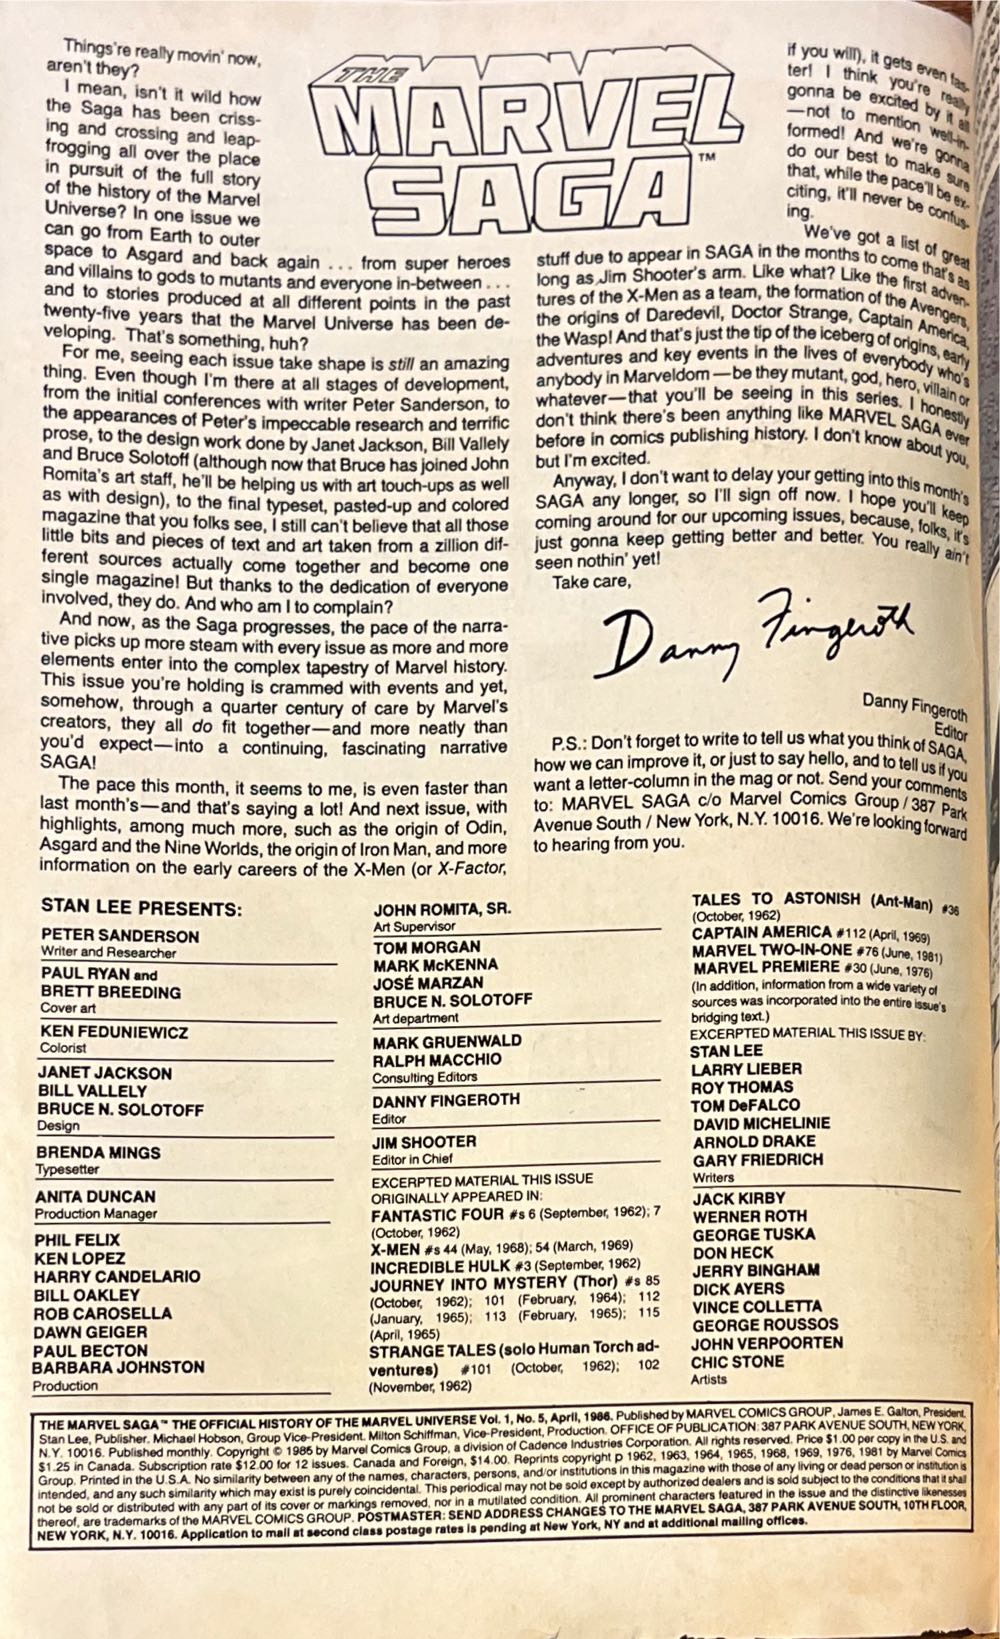 THE
MARVEL
SAGA™
Things're really movin' now,
aren't they?
I mean, isn't it wild how
the Saga has been criss-
ing and crossing and leap-
frogging all over the place
in pursuit of the full story
of the history of the Marvel
Universe? In one issue we
can go from Earth to outer
space to Asgard and back again . . . from super heroes
and villains to gods to mutants and everyone in-between . . .
and to stories produced at all different points in the past
twenty-five years that the Marvel Universe has been de-
veloping. That's something, huh?
For me, seeing each issue take shape is still an amazing
thing. Even though I'm there at all stages of development,
from the initial conferences with writer Peter Sanderson, to
the appearances of Peter's impeccable research and terrific
prose, to the design work done by Janet Jackson, Bill Vallely
and Bruce Solotoff (although now that Bruce has joined John
Romita's art staff, he'll be helping us with art touch-ups as well
as with design), to the final typeset, pasted-up and colored
magazine that you folks see, I still can't believe that all those
little bits and pieces of text and art taken from a zillion dif-
ferent sources actually come together and become one
single magazine! But thanks to the dedication of everyone
involved, they do. And who am I to complain?
And now, as the Saga progresses, the pace of the narra-
tive picks up more steam with every issue as more and more
elements enter into the complex tapestry of Marvel history.
This issue you're holding is crammed with events and yet,
somehow, through a quarter century of care by Marvel's
creators, they all do fit together—and more neatly than
you'd expect—into a continuing, fascinating narrative
SAGA!
The pace this month, it seems to me, is even faster than
last month's—and that's saying a lot! And next issue, with
highlights, among much more, such as the origin of Odin,
Asgard and the Nine Worlds, the origin of Iron Man, and more
information on the early careers of the X-Men (or X-Factor,
if you will), it gets even fas-
ter! I think you're really
gonna be excited by it all
—not to mention well-in-
formed! And we're gonna
do our best to make sure
that, while the pace'll be ex-
citing, it'll never be confus-
ing.
We've got a list of great
stuff due to appear in SAGA in the months to come that's as
long as Jim Shooter's arm. Like what? Like the first adven-
tures of the X-Men as a team, the formation of the Avengers,
the origins of Daredevil, Doctor Strange, Captain America,
the Wasp! And that's just the tip of the iceberg of origins, early
adventures and key events in the lives of everybody who's
anybody in Marveldom—be they mutant, god, hero, villain or
whatever—that you'll be seeing in this series. I honestly
don't think there's been anything like MARVEL SAGA ever
before in comics publishing history. I don't know about you,
but I'm excited.
Anyway, I don't want to delay your getting into this month's
SAGA any longer, so I'll sign off now. I hope you'll keep
coming around for our upcoming issues, because, folks, it's
just gonna keep getting better and better. You really ain't
seen nothin' yet!
Take care,
Danny Fingeroth
Danny Fingeroth
Editor
P.S.: Don't forget to write to tell us what you think of SAGA,
how we can improve it, or just to say hello, and to tell us if you
want a letter-column in the mag or not. Send your comments
to: MARVEL SAGA c/o Marvel Comics Group / 387 Park
Avenue South / New York, N.Y. 10016. We're looking forward
to hearing from you.
STAN LEE PRESENTS:
PETER SANDERSON
Writer and Researcher
PAUL RYAN and
BRETT BREEDING
Cover art
KEN FEDUNIEWICZ
Colorist
JANET JACKSON
BILL VALLELY
BRUCE N. SOLOTOFF
Design
BRENDA MINGS
Typesetter
ANITA DUNCAN
Production Manager
PHIL FELIX
KEN LOPEZ
HARRY CANDELARIO
BILL OAKLEY
ROB CAROSELLA
DAWN GEIGER
PAUL BECTON
BARBARA JOHNSTON
Production
JOHN ROMITA, SR.
Art Supervisor
TOM MORGAN
MARK McKENNA
JOSÉ MARZAN
BRUCE N. SOLOTOFF
Art department
MARK GRUENWALD
RALPH MACCHIO
Consulting Editors
DANNY FINGEROTH
Editor
JIM SHOOTER
Editor in Chief
EXCERPTED MATERIAL THIS ISSUE
ORIGINALLY APPEARED IN:
FANTASTIC FOUR #s 6 (September, 1962); 7
(October, 1962)
X-MEN #s 44 (May, 1968); 54 (March, 1969)
INCREDIBLE HULK #3 (September, 1962)
JOURNEY INTO MYSTERY (Thor) #s 85
(October, 1962); 101 (February, 1964); 112
(January, 1965); 113 (February, 1965); 115
(April, 1965)
STRANGE TALES (solo Human Torch ad-
ventures) #101 (October, 1962); 102
(November, 1962)
TALES TO ASTONISH (Ant-Man) #36
(October, 1962)
CAPTAIN AMERICA #112 (April, 1969)
MARVEL TWO-IN-ONE #76 (June, 1981)
MARVEL PREMIERE #30 (June, 1976)
(In addition, information from a wide variety of
sources was incorporated into the entire issue's
bridging text.)
EXCERPTED MATERIAL THIS ISSUE BY:
STAN LEE
LARRY LIEBER
ROY THOMAS
TOM DeFALCO
DAVID MICHELINIE
ARNOLD DRAKE
GARY FRIEDRICH
Writers
JACK KIRBY
WERNER ROTH
GEORGE TUSKA
DON HECK
JERRY BINGHAM
DICK AYERS
VINCE COLLETTA
GEORGE ROUSSOS
JOHN VERPOORTEN
CHIC STONE
Artists
THE MARVEL SAGA™ THE OFFICIAL HISTORY OF THE MARVEL UNIVERSE Vol. 1, No. 5, April, 1986. Published by MARVEL COMICS GROUP, James E. Galton, President.
Stan Lee, Publisher. Michael Hobson, Group Vice-President. Milton Schiffman, Vice-President, Production. OFFICE OF PUBLICATION: 387 PARK AVENUE SOUTH, NEW YORK,
N.Y. 10016. Published monthly. Copyright © 1985 by Marvel Comics Group, a division of Cadence Industries Corporation. All rights reserved. Price $1.00 per copy in the U.S. and
$1.25 in Canada. Subscription rate $12.00 for 12 issues. Canada and Foreign, $14.00. Reprints copyright p 1962, 1963, 1964, 1965, 1968, 1969, 1976, 1981 by Marvel Comics
Group. Printed in the U.S.A. No similarity between any of the names, characters, persons, and/or institutions in this magazine with those of any living or dead person or institution is
intended, and any such similarity which may exist is purely coincidental. This periodical may not be sold except by authorized dealers and is sold subject to the conditions that it shall
not be sold or distributed with any part of its cover or markings removed, nor in a mutilated condition. All prominent characters featured in the issue and the distinctive likenesses
thereof, are trademarks of the MARVEL COMICS GROUP. POSTMASTER: SEND ADDRESS CHANGES TO THE MARVEL SAGA, 387 PARK AVENUE SOUTH, 10TH FLOOR,
NEW YORK, N.Y. 10016. Application to mail at second class postage rates is pending at New York, NY and at additional mailing offices.